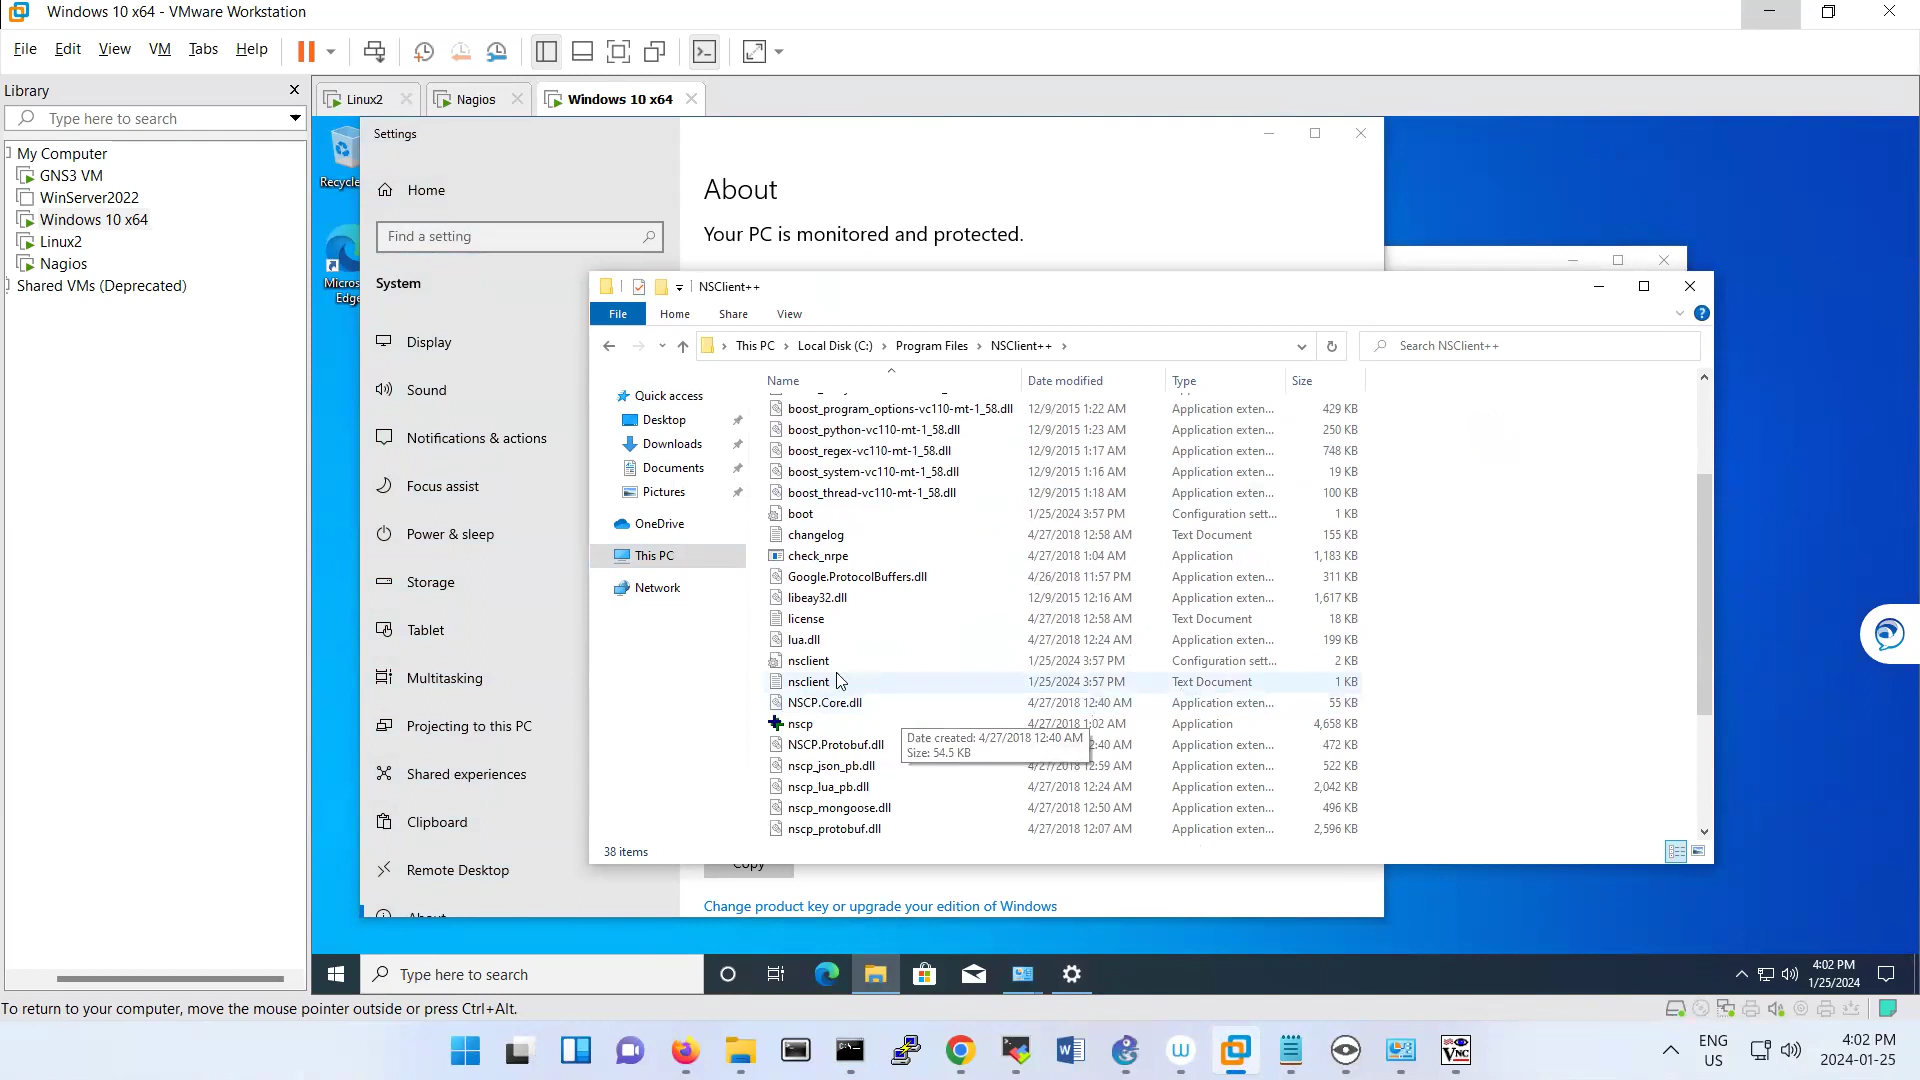 Windows 10 x64 - VMware Workstation
File Edit View VM Tabs Help
Library
Type here to search
My Computer
GNS3 VM
WinServer2022
Windows 10 x64
Linux2
Nagios
Shared VMs (Deprecated)
Linux2
Nagios
Windows 10 x64
Recycle
Micros
Edge
Settings
Home
Find a setting
System
Display
Sound
Notifications & actions
Focus assist
Power & sleep
Storage
Tablet
Multitasking
Projecting to this PC
Shared experiences
Clipboard
Remote Desktop
About
About
Your PC is monitored and protected.
Copy
Change product key or upgrade your edition of Windows
NSClient++
File Home Share View
This PC > Local Disk (C:) > Program Files > NSClient++ >
Search NSClient++
Quick access
Desktop
Downloads
Documents
Pictures
OneDrive
This PC
Network
Name Date modified Type Size
boost_program_options-vc110-mt-1_58.dll 12/9/2015 1:22 AM Application exten... 429 KB
boost_python-vc110-mt-1_58.dll 12/9/2015 1:23 AM Application exten... 250 KB
boost_regex-vc110-mt-1_58.dll 12/9/2015 1:17 AM Application exten... 748 KB
boost_system-vc110-mt-1_58.dll 12/9/2015 1:16 AM Application exten... 19 KB
boost_thread-vc110-mt-1_58.dll 12/9/2015 1:18 AM Application exten... 100 KB
boot 1/25/2024 3:57 PM Configuration sett... 1 KB
changelog 4/27/2018 12:58 AM Text Document 155 KB
check_nrpe 4/27/2018 1:04 AM Application 1,183 KB
Google.ProtocolBuffers.dll 4/26/2018 11:57 PM Application exten... 311 KB
libeay32.dll 12/9/2015 12:16 AM Application exten... 1,617 KB
license 4/27/2018 12:58 AM Text Document 18 KB
lua.dll 4/27/2018 12:24 AM Application exten... 199 KB
nsclient 1/25/2024 3:57 PM Configuration sett... 2 KB
nsclient 1/25/2024 3:57 PM Text Document 1 KB
NSCP.Core.dll 4/27/2018 12:40 AM Application exten... 55 KB
nscp 4/27/2018 1:02 AM Application 4,658 KB
NSCP.Protobuf.dll 2:40 AM Application exten... 472 KB
nscp_json_pb.dll 4/27/2018 12:59 AM Application exten... 522 KB
nscp_lua_pb.dll 4/27/2018 12:24 AM Application exten... 2,042 KB
nscp_mongoose.dll 4/27/2018 12:50 AM Application exten... 496 KB
nscp_protobuf.dll 4/27/2018 12:07 AM Application exten... 2,596 KB
Date created: 4/27/2018 12:40 AM
Size: 54.5 KB
38 items
Type here to search
4:02 PM
1/25/2024
To return to your computer, move the mouse pointer outside or press Ctrl+Alt.
ENG
US
4:02 PM
2024-01-25